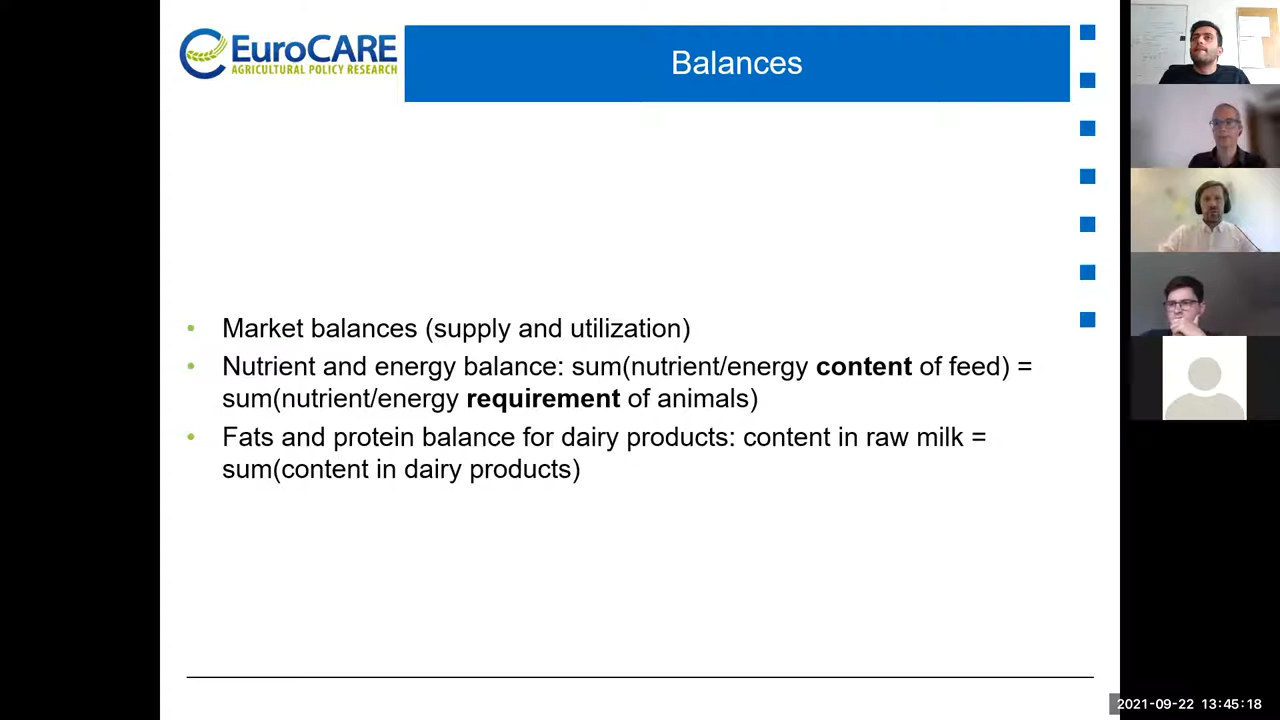 EuroCARE
AGRICULTURAL POLICY RESEARCH
Balances
• Market balances (supply and utilization)
• Nutrient and energy balance: sum(nutrient/energy content of feed) =
sum(nutrient/energy requirement of animals)
• Fats and protein balance for dairy products: content in raw milk =
sum(content in dairy products)
2021-09-22 13:45:18